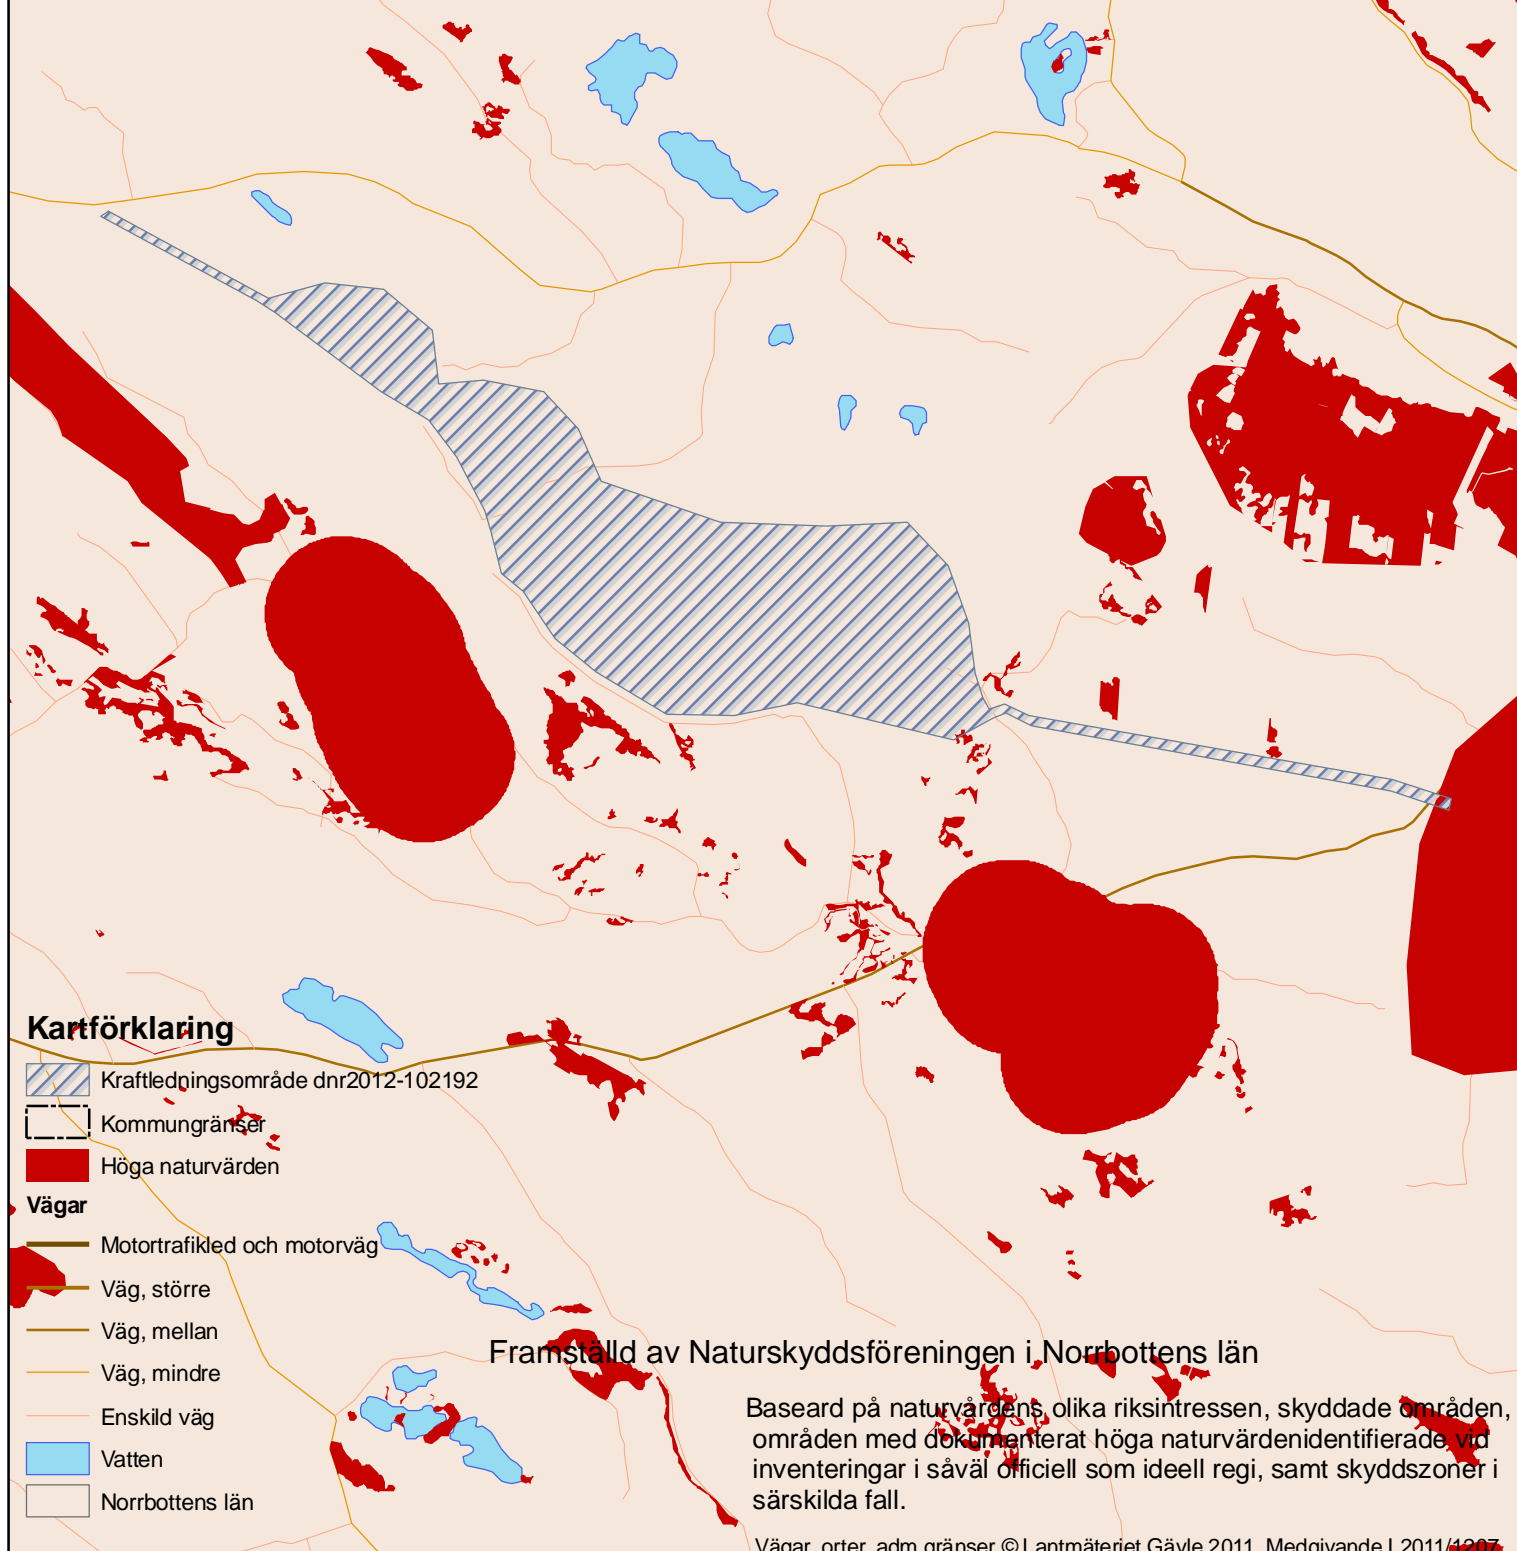 Kartförklaring
Kraftledningsområde dnr2012-102192
Kommungränser
Höga naturvärden
Vägar
Motortrafikled och motorväg
Väg, större
Väg, mellan
Väg, mindre
Enskild väg
Vatten
Norrbottens län
Framställd av Naturskyddsföreningen i Norrbottens län
Baseard på naturvårdens olika riksintressen, skyddade områden,
områden med dokumenterat höga naturvärdenidentifierade vid
inventeringar i såväl officiell som ideell regi, samt skyddszoner i
särskilda fall.
Vägar, orter, adm gränser © Lantmäteriet Gävle 2011. Medgivande I 2011/1207